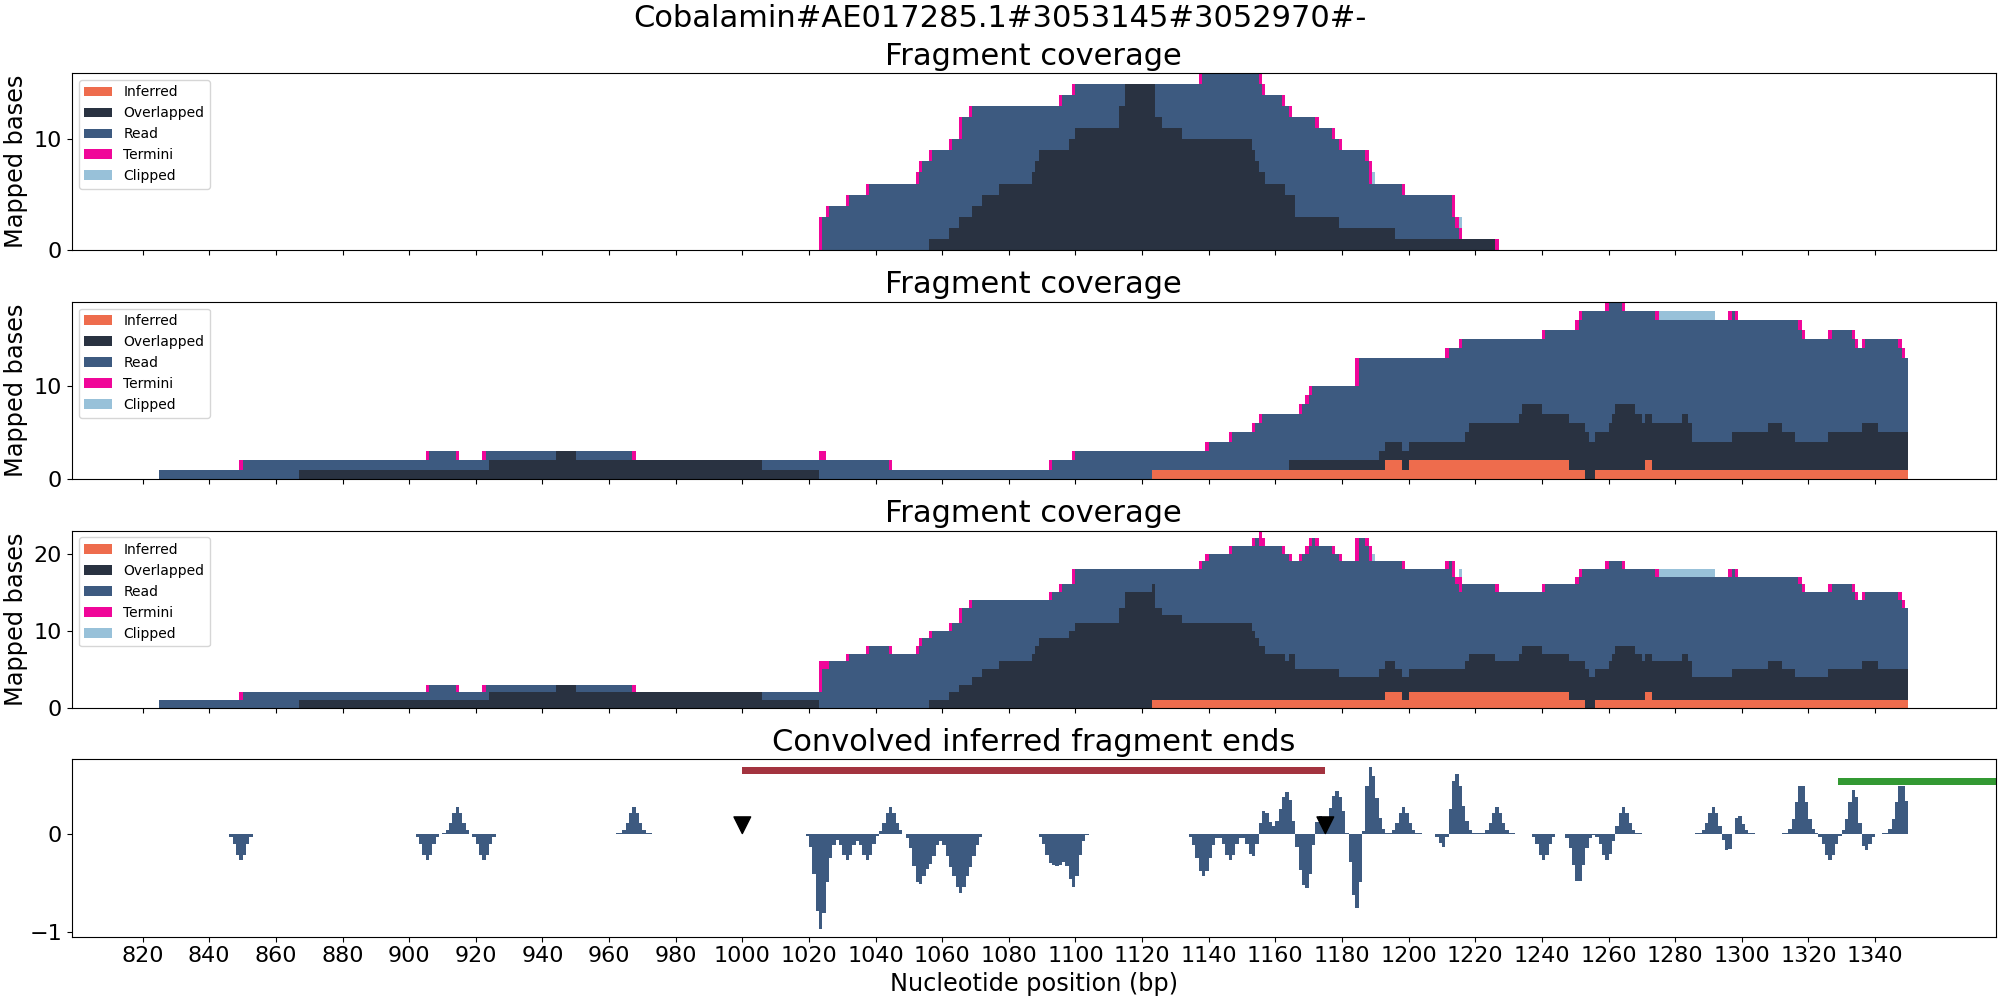 Cobalamin#AE017285.1#3053145#3052970#-
Fragment coverage
Mapped bases
10
0
Inferred
Overlapped
Read
Termini
Clipped
Fragment coverage
Mapped bases
10
0
Inferred
Overlapped
Read
Termini
Clipped
Fragment coverage
Mapped bases
20
10
0
Inferred
Overlapped
Read
Termini
Clipped
Convolved inferred fragment ends
0
−1
820 840 860 880 900 920 940 960 980 1000 1020 1040 1060 1080 1100 1120 1140 1160 1180 1200 1220 1240 1260 1280 1300 1320 1340
Nucleotide position (bp)